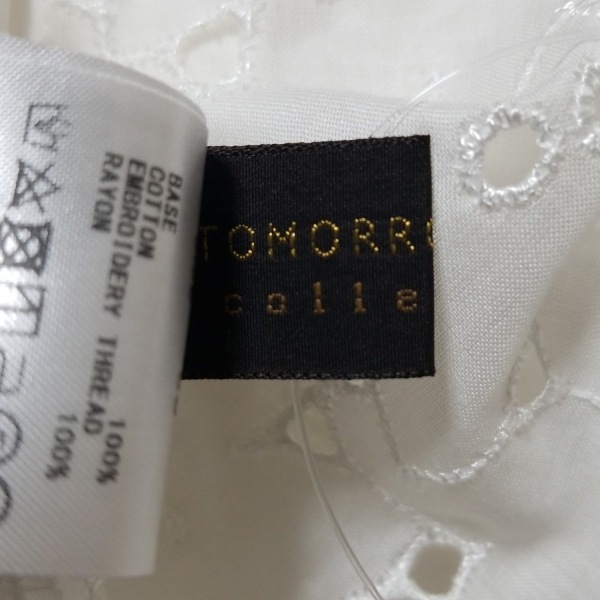 BASE
COTTON 100%
EMBROIDERY THREAD
RAYON 100%
TOMORR
colle